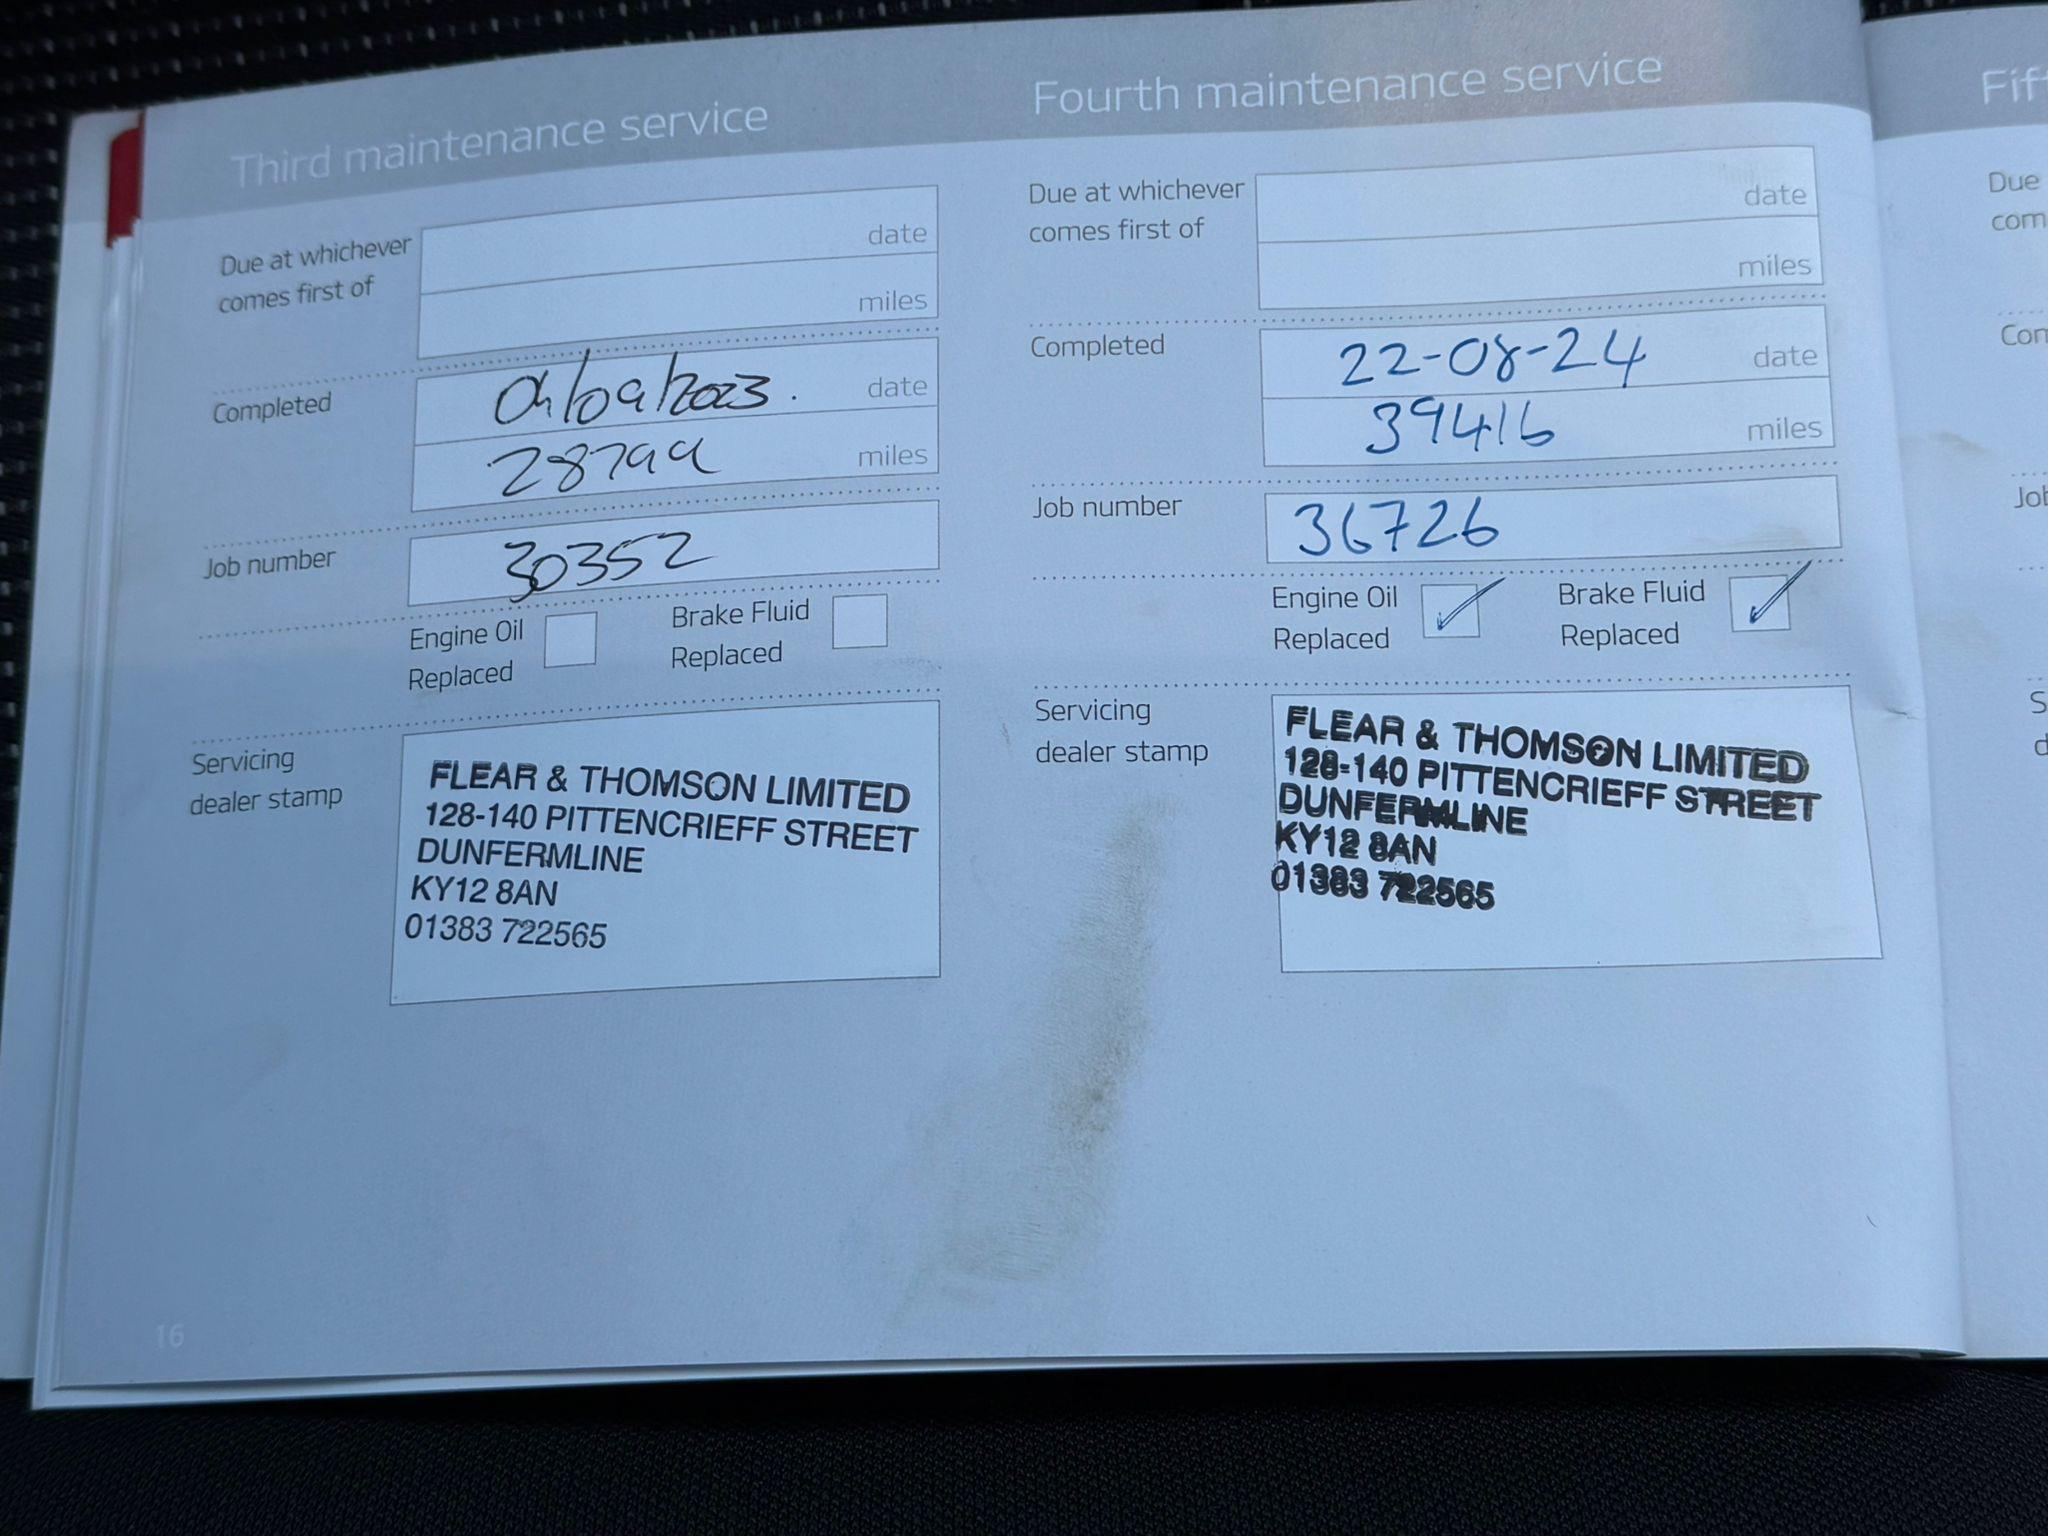 Third maintenance service
Due at whichever
comes first of
date
miles
Completed
date
28799 miles
Job number
30352
Engine Oil
Replaced
Brake Fluid
Replaced
Servicing
dealer stamp
FLEAR & THOMSON LIMITED
128-140 PITTENCRIEFF STREET
DUNFERMLINE
KY12 8AN
01383 722565
16
Fourth maintenance service
Due at whichever
comes first of
date
miles
Completed
22-08-24 date
39416 miles
Job number
36726
Engine Oil
Replaced
Brake Fluid
Replaced
Servicing
dealer stamp
FLEAR & THOMSON LIMITED
128-140 PITTENCRIEFF STREET
DUNFERMLINE
KY12 8AN
01383 722565
Due